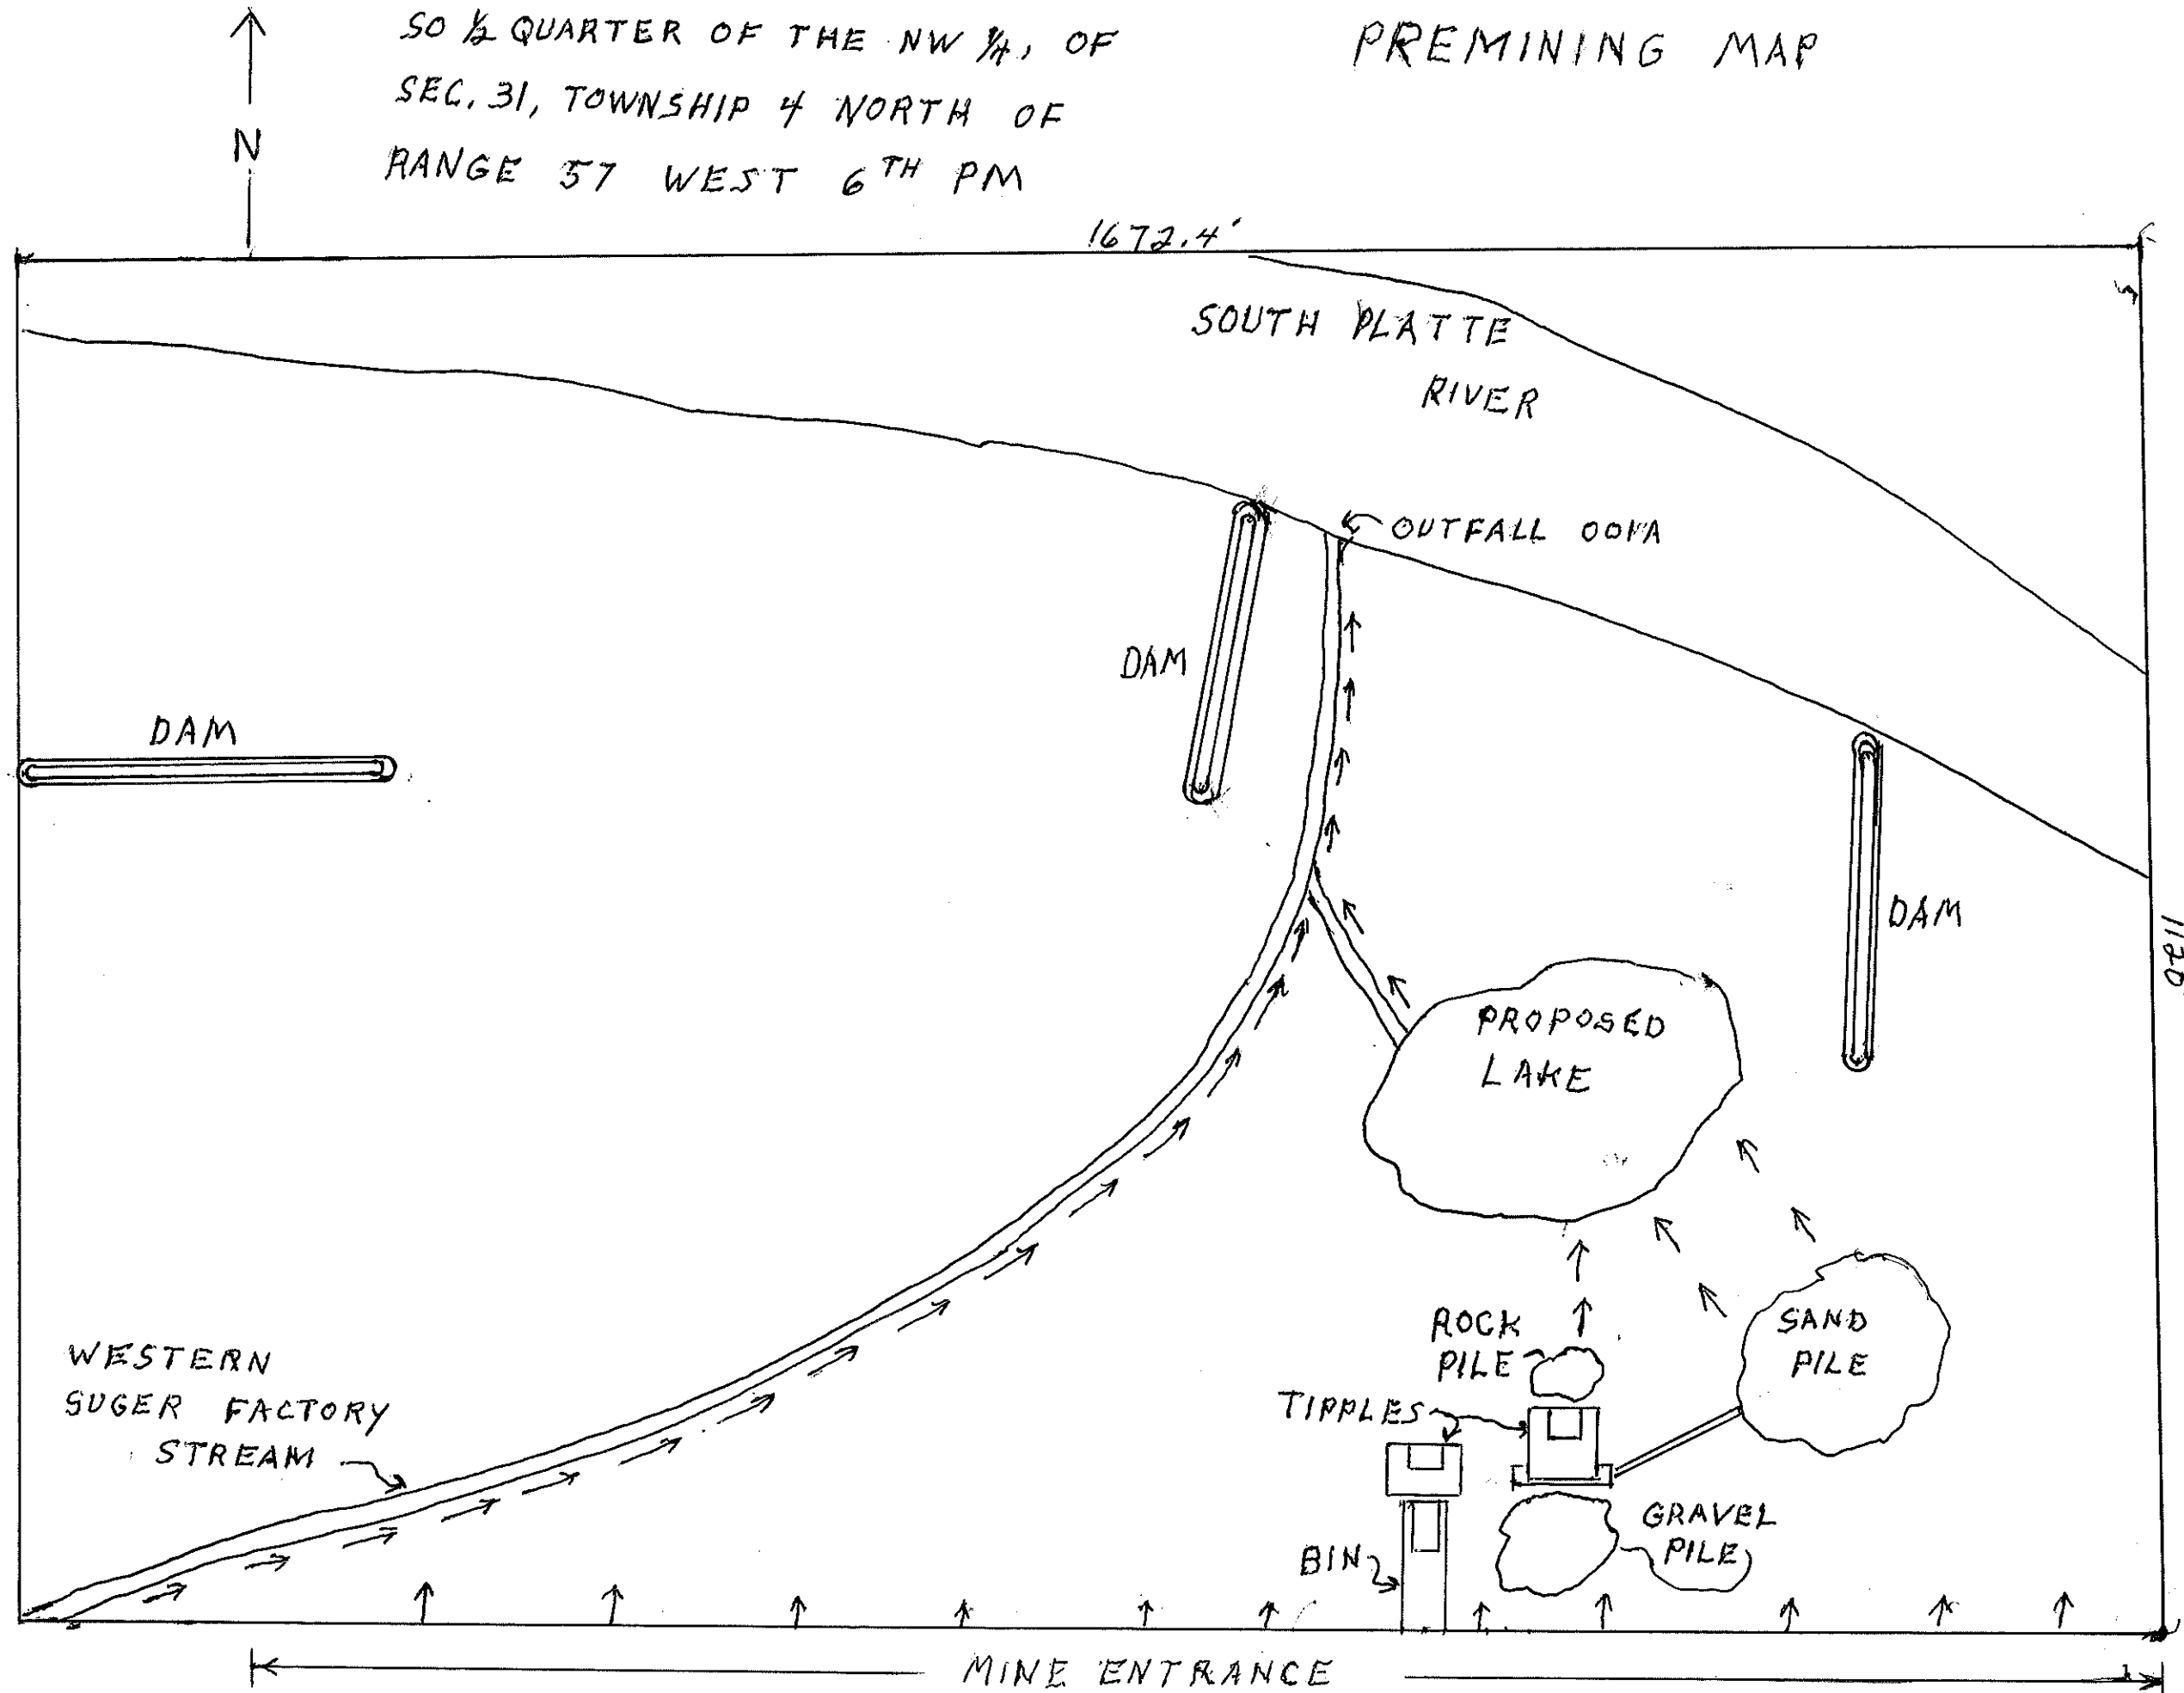 SO ½ QUARTER OF THE NW ¼, OF
SEC. 31, TOWNSHIP 4 NORTH OF
RANGE 57 WEST 6TH PM
PREMINING MAP
N
1672.4'
SOUTH PLATTE
RIVER
OUTFALL 001A
DAM
DAM
DAM
1120'
PROPOSED
LAKE
ROCK
PILE
SAND
PILE
TIPPLES
WESTERN
SUGER FACTORY
STREAM
GRAVEL
PILE
BIN
MINE ENTRANCE